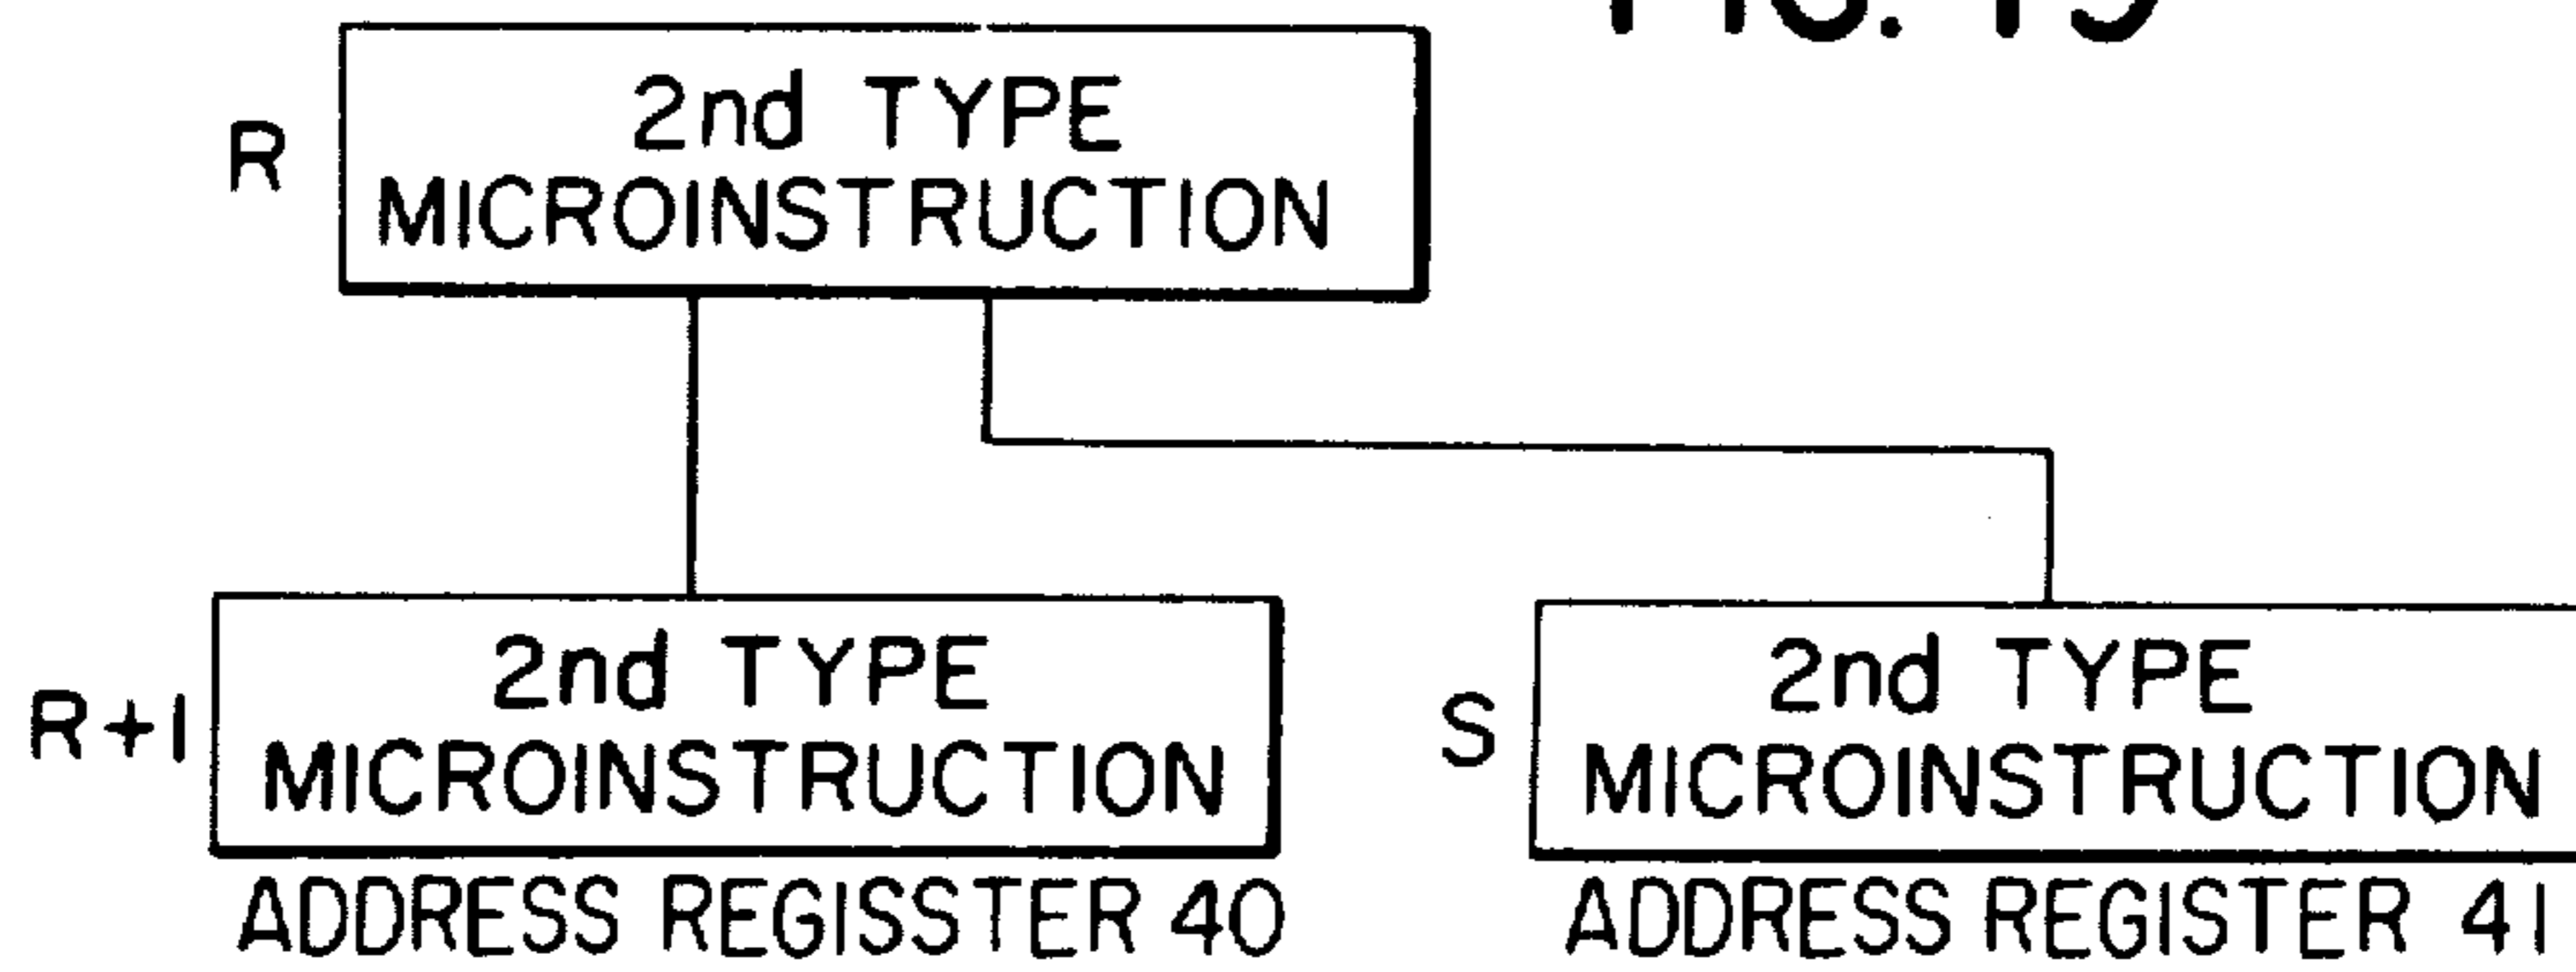 R
2nd TYPE
MICROINSTRUCTION
R+1
2nd TYPE
MICROINSTRUCTION
ADDRESS REGISSTER 40
S
2nd TYPE
MICROINSTRUCTION
ADDRESS REGISTER 41